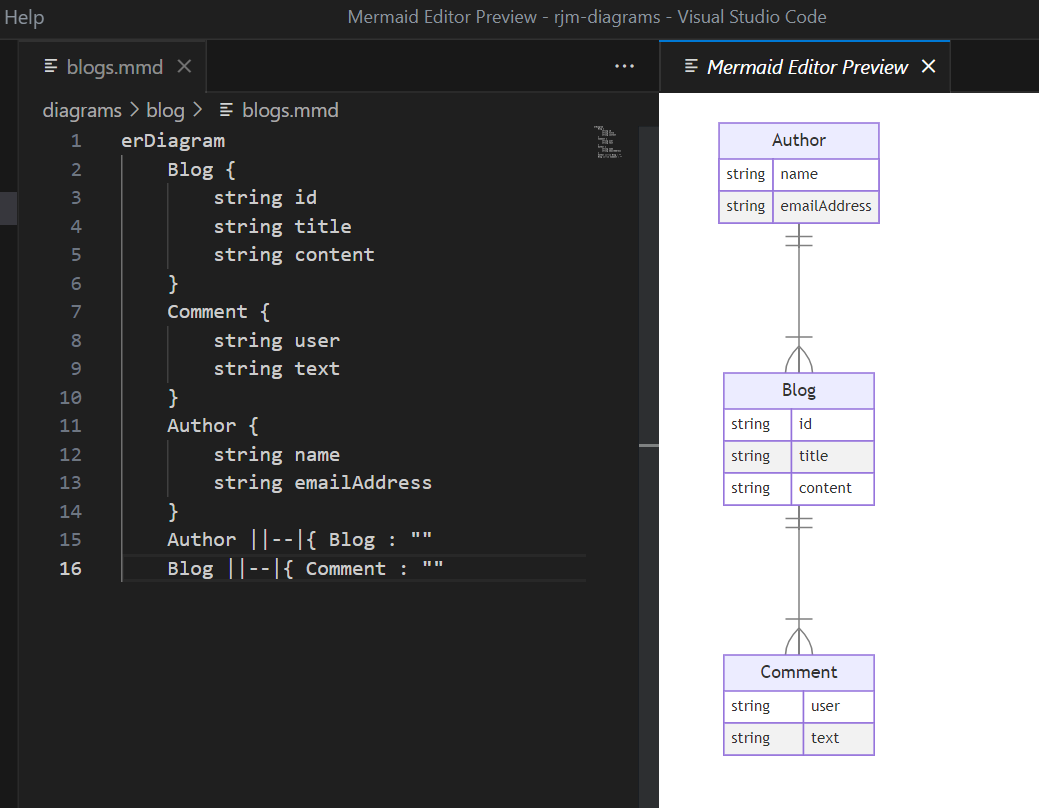 Help
Mermaid Editor Preview - rjm-diagrams - Visual Studio Code
blogs.mmd
Mermaid Editor Preview
diagrams > blog > blogs.mmd
1 erDiagram
2 Blog {
3 string id
4 string title
5 string content
6 }
7 Comment {
8 string user
9 string text
10 }
11 Author {
12 string name
13 string emailAddress
14 }
15 Author ||--|{ Blog : ""
16 Blog ||--|{ Comment : ""
Author
string name
string emailAddress
Blog
string id
string title
string content
Comment
string user
string text